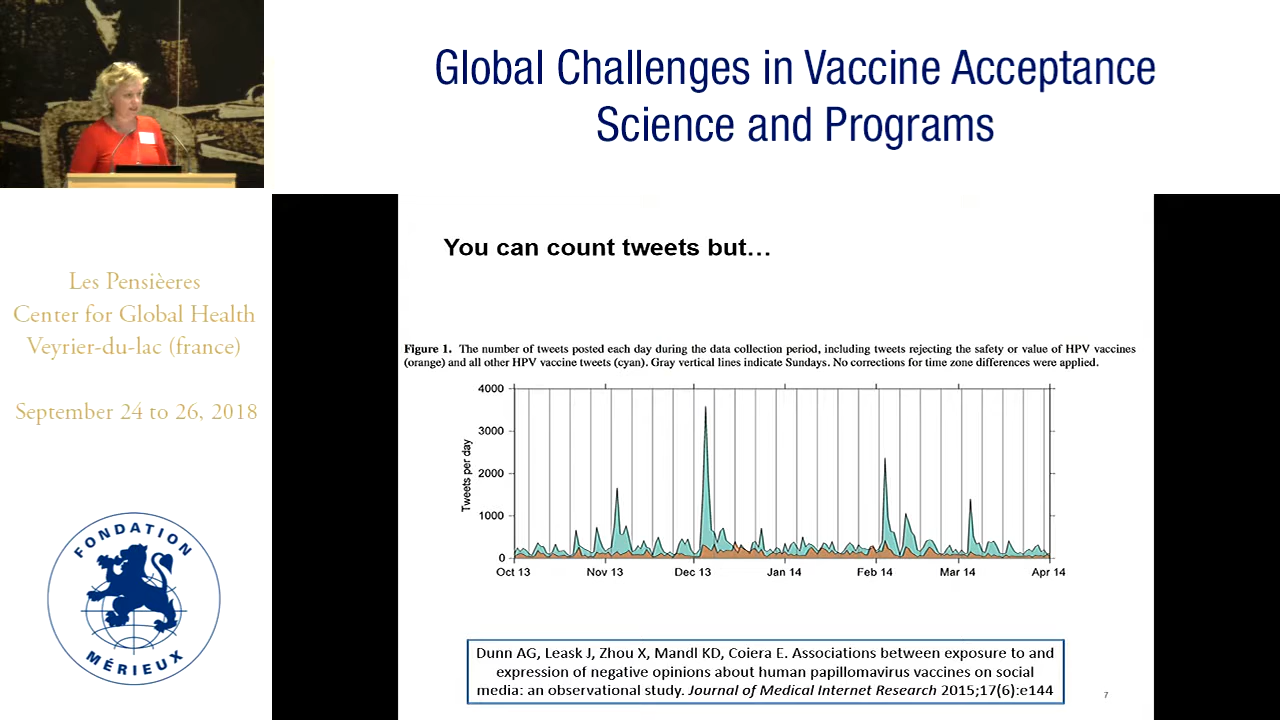 Global Challenges in Vaccine Acceptance
Science and Programs
Les Pensièeres
Center for Global Health
Veyrier-du-lac (france)
September 24 to 26, 2018
FONDATION
MÉRIEUX
You can count tweets but…
Figure 1. The number of tweets posted each day during the data collection period, including tweets rejecting the safety or value of HPV vaccines
(orange) and all other HPV vaccine tweets (cyan). Gray vertical lines indicate Sundays. No corrections for time zone differences were applied.
Tweets per day
4000
3000
2000
1000
0
Oct 13 Nov 13 Dec 13 Jan 14 Feb 14 Mar 14 Apr 14
Dunn AG, Leask J, Zhou X, Mandl KD, Coiera E. Associations between exposure to and
expression of negative opinions about human papillomavirus vaccines on social
media: an observational study. Journal of Medical Internet Research 2015;17(6):e144
7